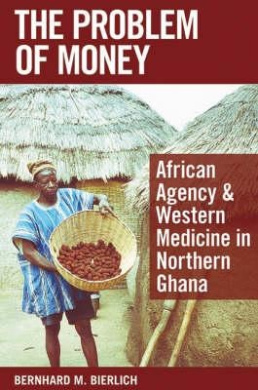 THE PROBLEM
OF MONEY
African
Agency &
Western
Medicine in
Northern
Ghana
BERNHARD M. BIERLICH